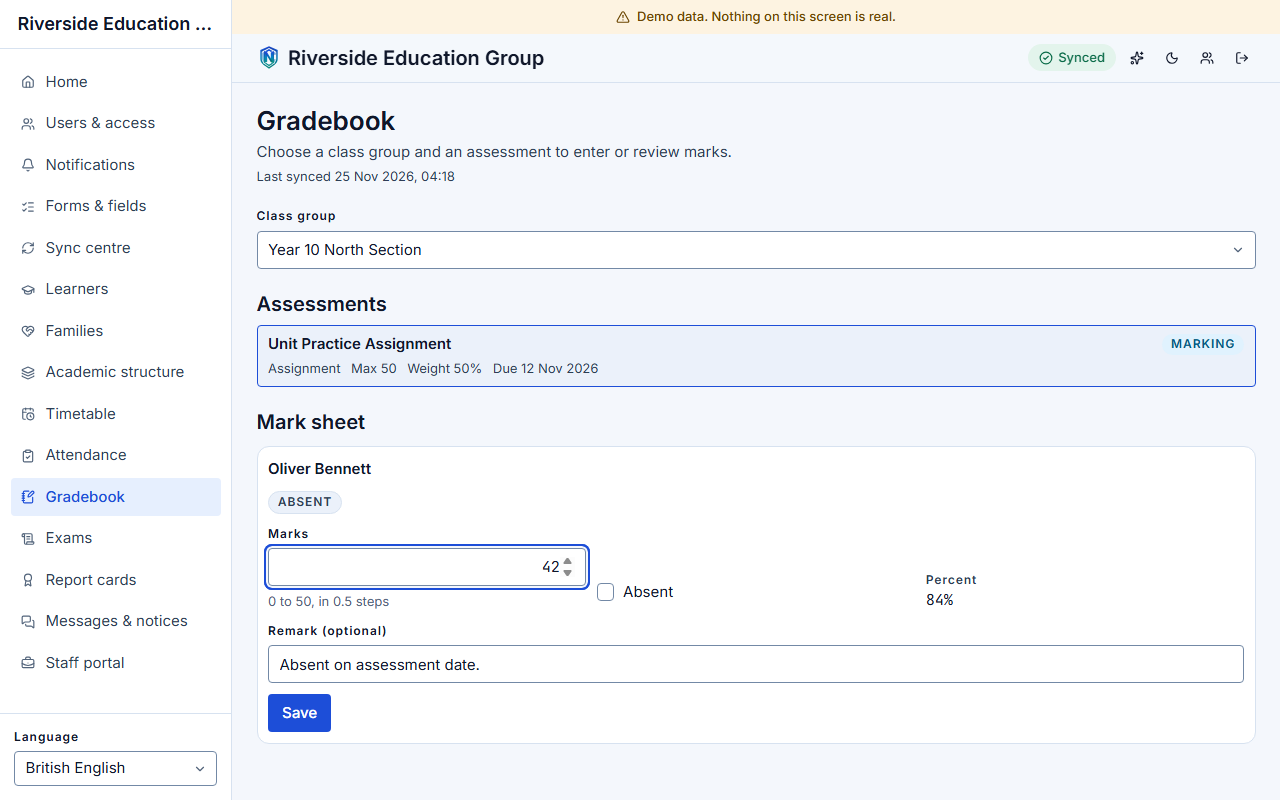 Riverside Education ...
Home
Users & access
Notifications
Forms & fields
Sync centre
Learners
Families
Academic structure
Timetable
Attendance
Gradebook
Exams
Report cards
Messages & notices
Staff portal
Language
British English
Demo data. Nothing on this screen is real.
Riverside Education Group
Synced
Gradebook
Choose a class group and an assessment to enter or review marks.
Last synced 25 Nov 2026, 04:18
Class group
Year 10 North Section
Assessments
Unit Practice Assignment
MARKING
Assignment Max 50 Weight 50% Due 12 Nov 2026
Mark sheet
Oliver Bennett
ABSENT
Marks
42
0 to 50, in 0.5 steps
Absent
Percent
84%
Remark (optional)
Absent on assessment date.
Save